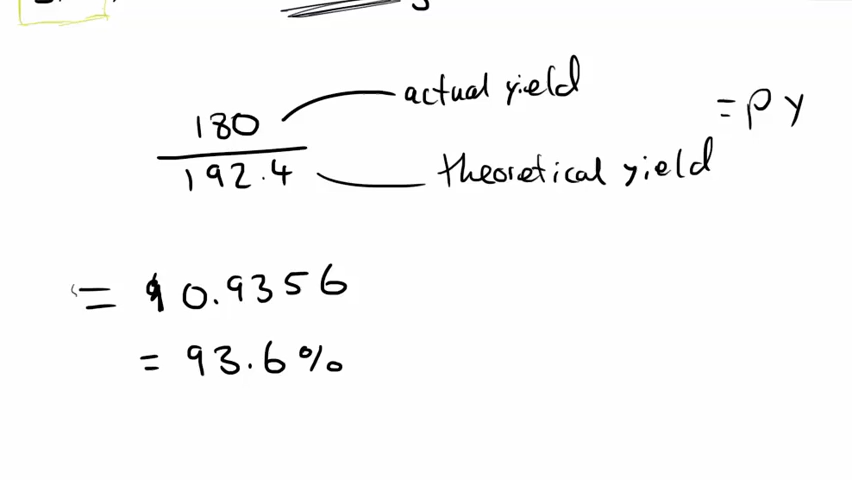 180 actual yield = PY
192.4 theoretical yield
= 0.9356
= 93.6%